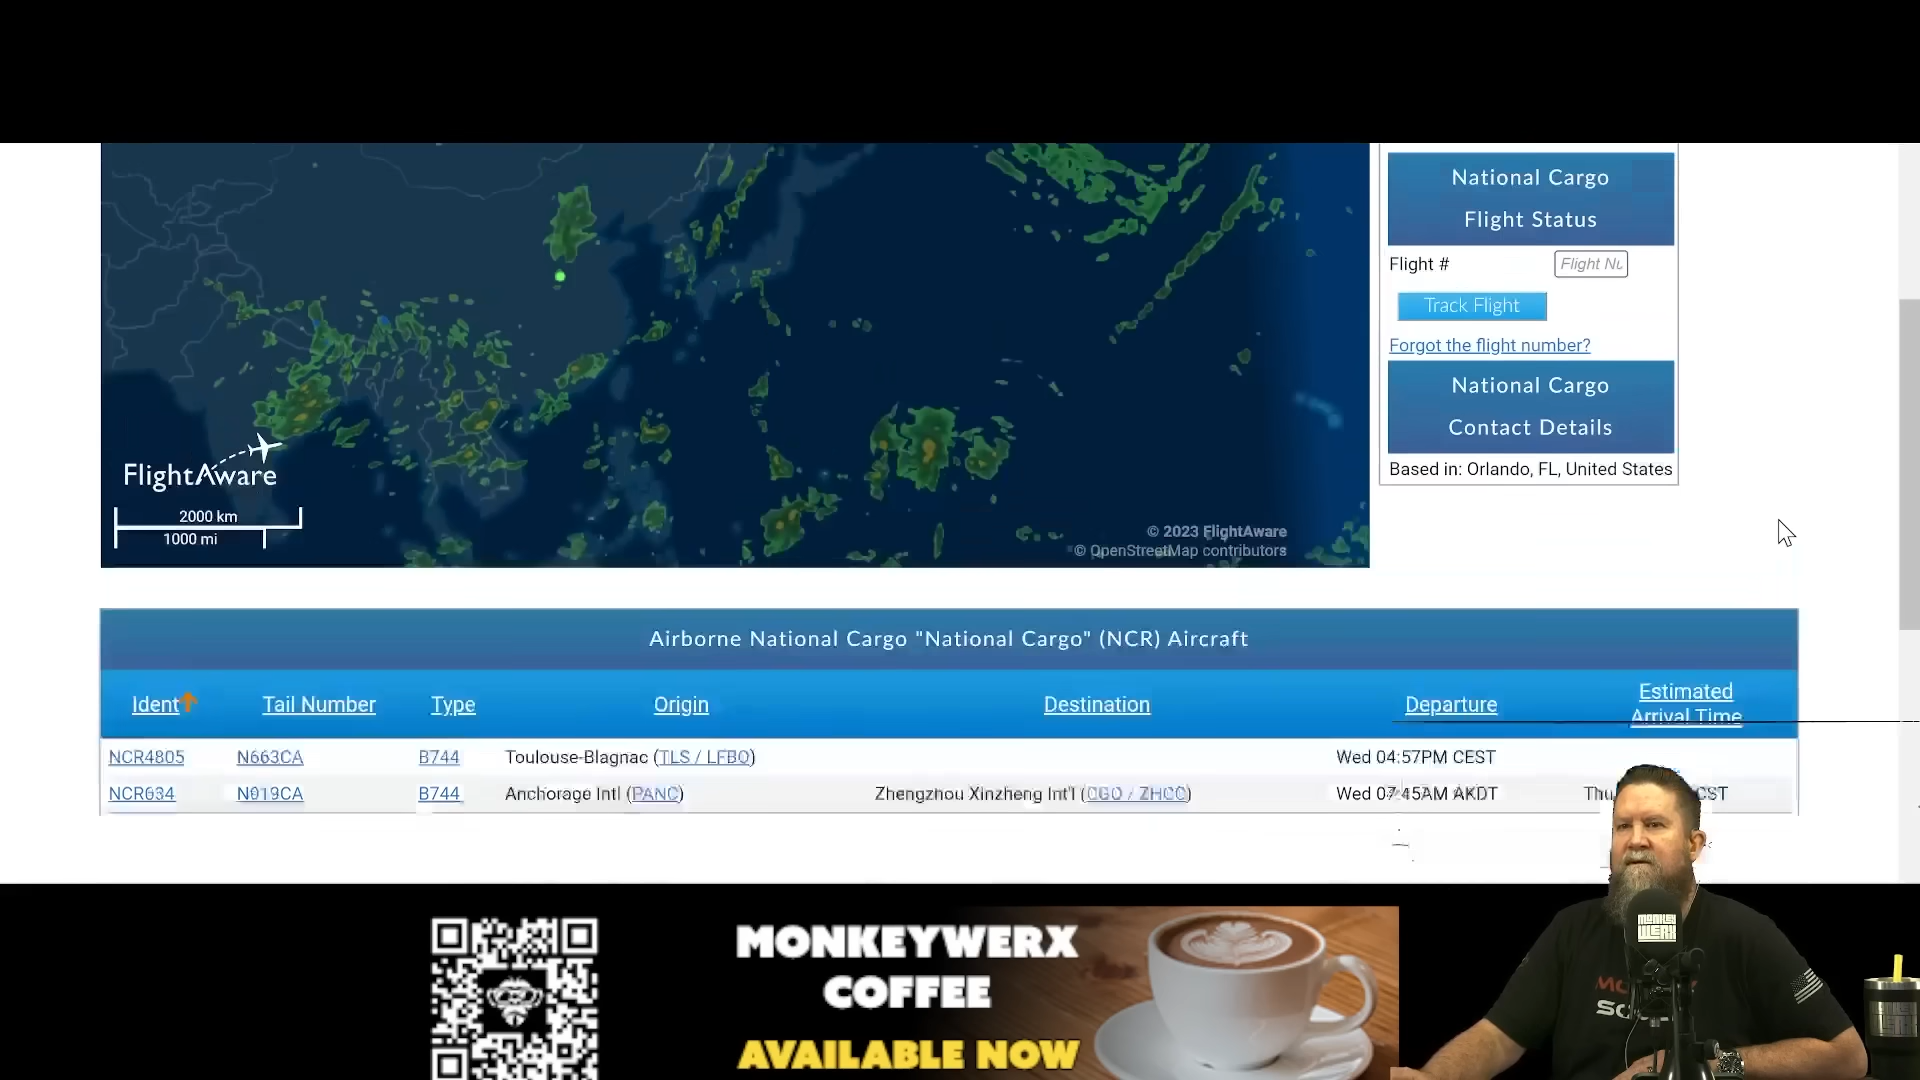 National Cargo
Flight Status
Flight #
Flight Nu
Track Flight
Forgot the flight number?
National Cargo
Contact Details
Based in: Orlando, FL, United States
FlightAware
2000 km
1000 mi
© 2023 FlightAware
© OpenStreetMap contributors
Airborne National Cargo "National Cargo" (NCR) Aircraft
Ident Tail Number Type Origin Destination Departure Estimated Arrival Time
NCR4805 N663CA B744 Toulouse-Blagnac (TLS / LFBO) Wed 04:57PM CEST
NCR634 N919CA B744 Anchorage Intl (PANC) Zhengzhou Xinzheng Int'l (CGO / ZHCC) Wed 07:45AM AKDT Thu CST
MONKEYWERX
COFFEE
AVAILABLE NOW
MONKEY
WERX